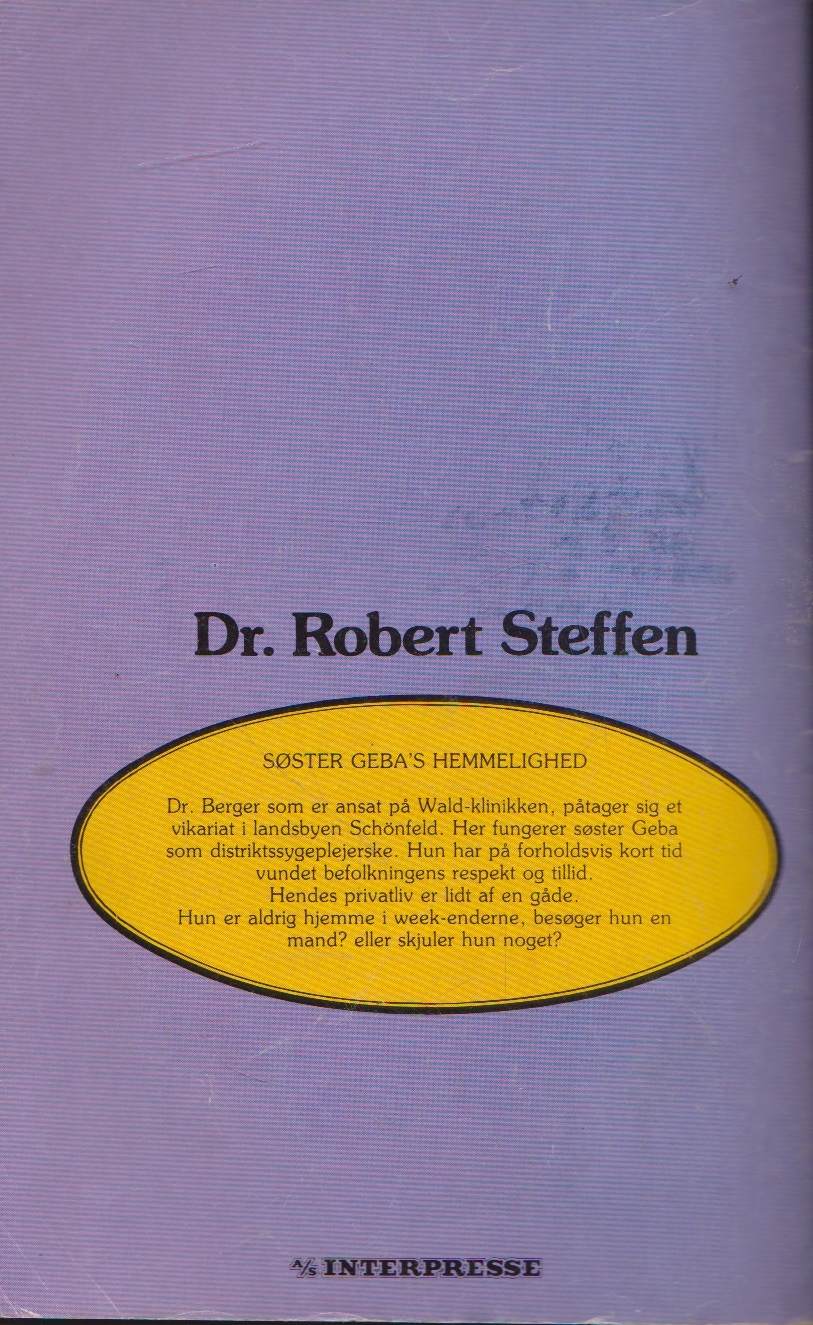 Dr. Robert Steffen
SØSTER GEBA'S HEMMELIGHED
Dr. Berger som er ansat på Wald-klinikken, påtager sig et
vikariat i landsbyen Schönfeld. Her fungerer søster Geba
som distriktssygeplejerske. Hun har på forholdsvis kort tid
vundet befolkningens respekt og tillid.
Hendes privatliv er lidt af en gåde.
Hun er aldrig hjemme i week-enderne, besøger hun en
mand? eller skjuler hun noget?
A/S INTERPRESSE